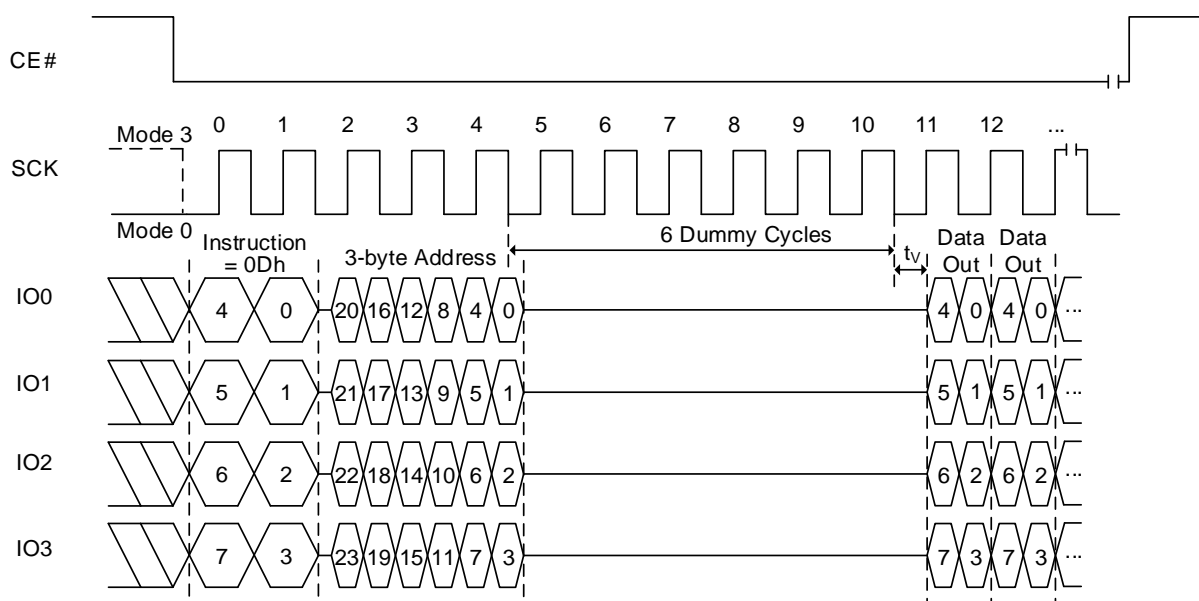 CE#
0 1 2 3 4 5 6 7 8 9 10 11 12 ...
Mode 3
SCK
Mode 0
Instruction
= 0Dh
3-byte Address
6 Dummy Cycles
tV
Data
Out
Data
Out
IO0 4 0 20 16 12 8 4 0 4 0 4 0 ...
IO1 5 1 21 17 13 9 5 1 5 1 5 1 ...
IO2 6 2 22 18 14 10 6 2 6 2 6 2 ...
IO3 7 3 23 19 15 11 7 3 7 3 7 3 ...